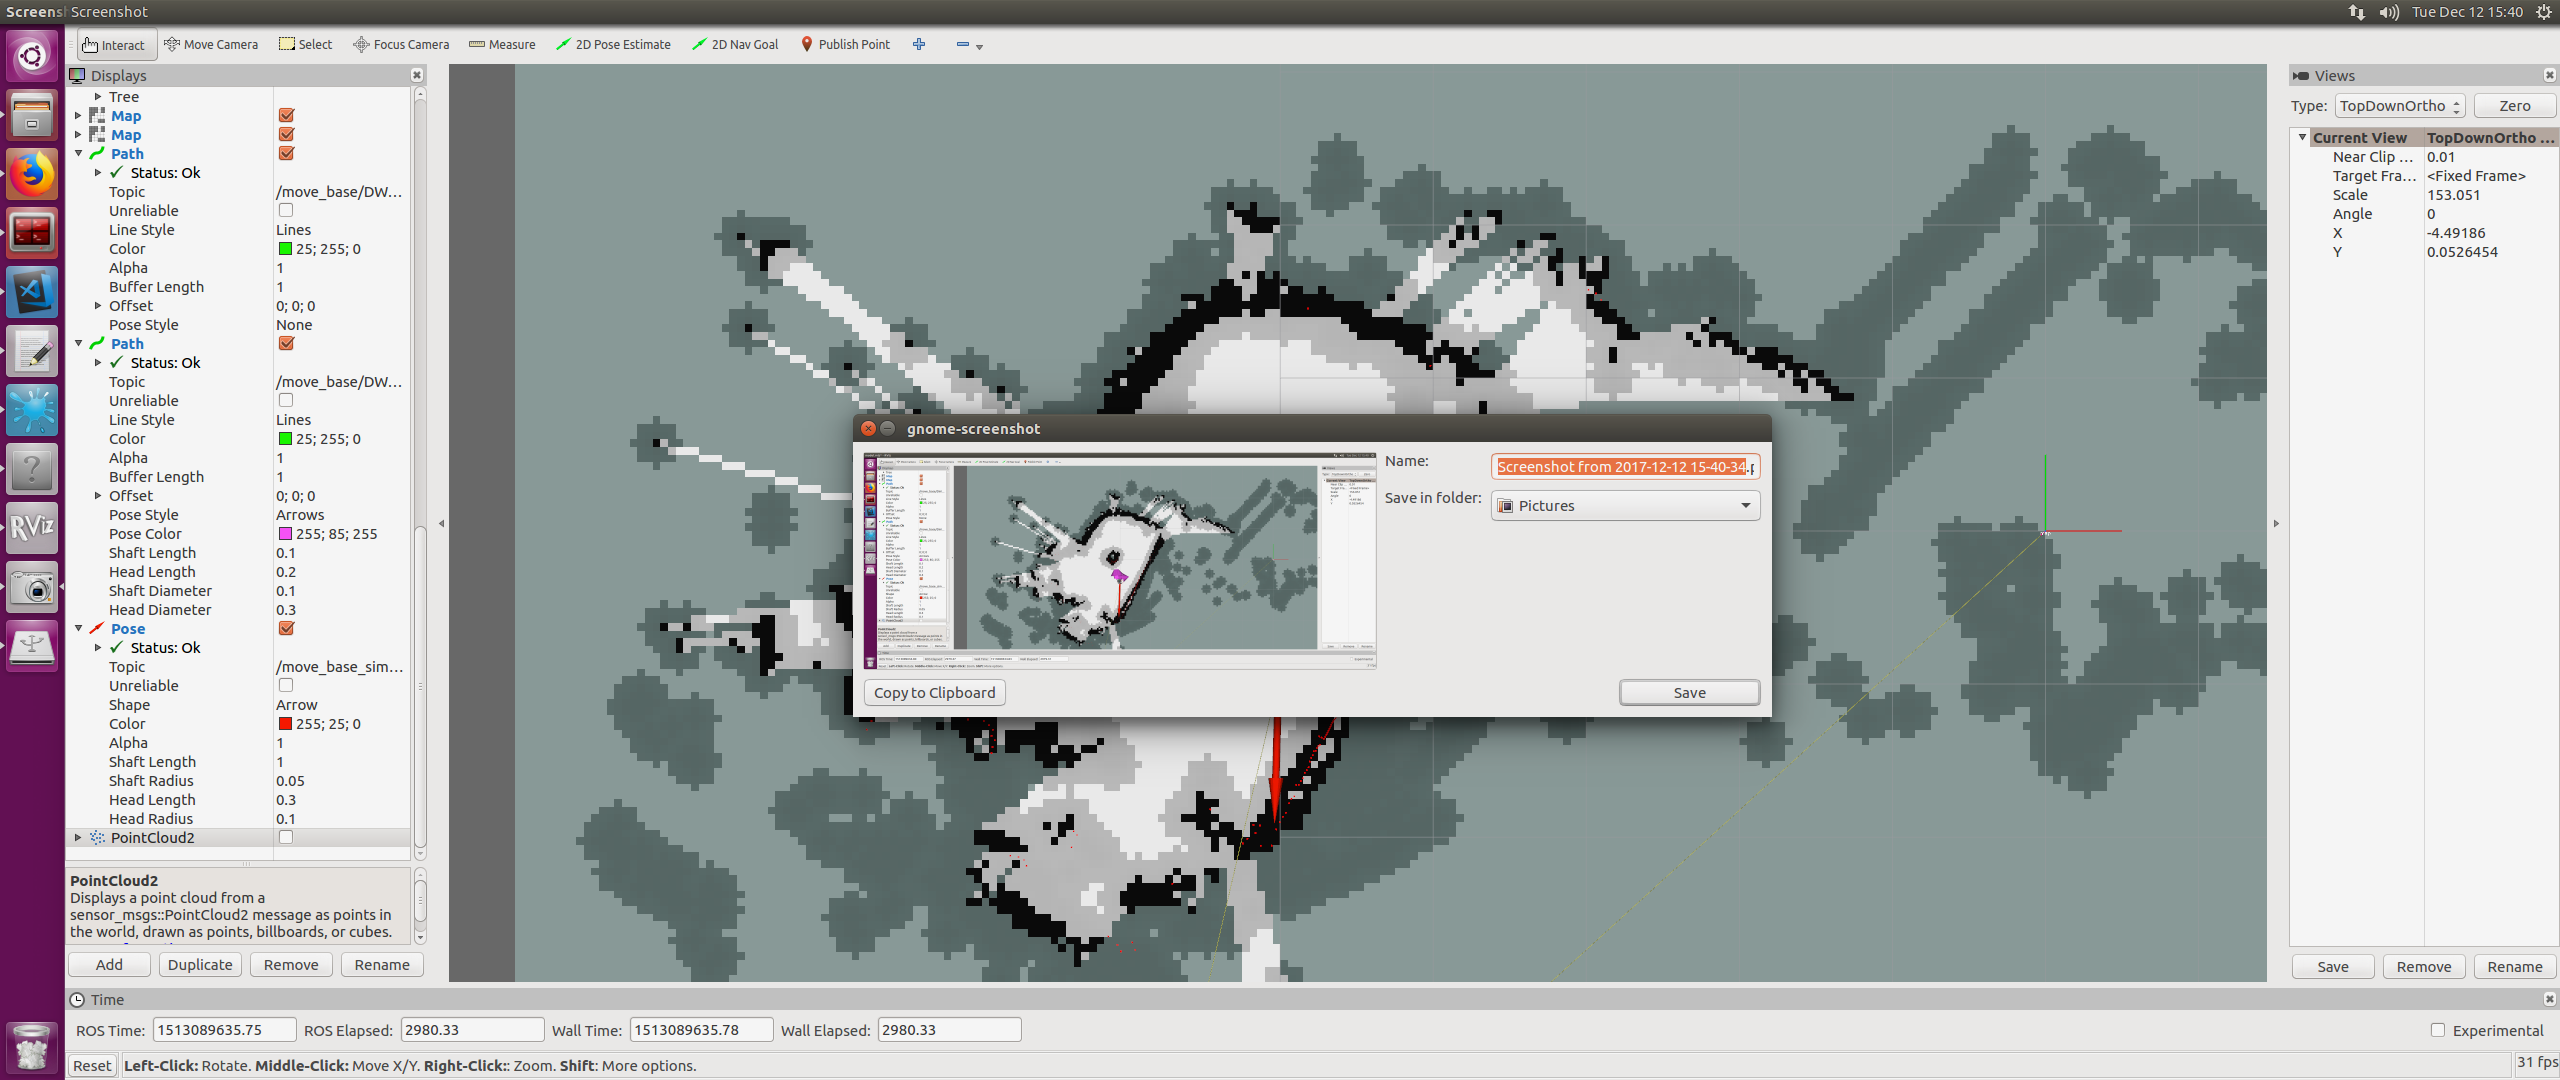 Screens Screenshot
Tue Dec 12 15:40
Interact Move Camera Select Focus Camera Measure 2D Pose Estimate 2D Nav Goal Publish Point
Displays
Tree
Map
Map
Path
Status: Ok
Topic /move_base/DW...
Unreliable
Line Style Lines
Color 25; 255; 0
Alpha 1
Buffer Length 1
Offset 0; 0; 0
Pose Style None
Path
Status: Ok
Topic /move_base/DW...
Unreliable
Line Style Lines
Color 25; 255; 0
Alpha 1
Buffer Length 1
Offset 0; 0; 0
Pose Style Arrows
Pose Color 255; 85; 255
Shaft Length 0.1
Head Length 0.2
Shaft Diameter 0.1
Head Diameter 0.3
Pose
Status: Ok
Topic /move_base_sim...
Unreliable
Shape Arrow
Color 255; 25; 0
Alpha 1
Shaft Length 1
Shaft Radius 0.05
Head Length 0.3
Head Radius 0.1
PointCloud2
PointCloud2
Displays a point cloud from a
sensor_msgs::PointCloud2 message as points in
the world, drawn as points, billboards, or cubes.
Add Duplicate Remove Rename
RViz
gnome-screenshot
Name: Screenshot from 2017-12-12 15-40-34.p
Save in folder: Pictures
Copy to Clipboard Save
Views
Type: TopDownOrtho Zero
Current View TopDownOrtho ...
Near Clip ... 0.01
Target Fra... <Fixed Frame>
Scale 153.051
Angle 0
X -4.49186
Y 0.0526454
Save Remove Rename
Time
ROS Time: 1513089635.75 ROS Elapsed: 2980.33 Wall Time: 1513089635.78 Wall Elapsed: 2980.33 Experimental
Reset Left-Click: Rotate. Middle-Click: Move X/Y. Right-Click:: Zoom. Shift: More options. 31 fps